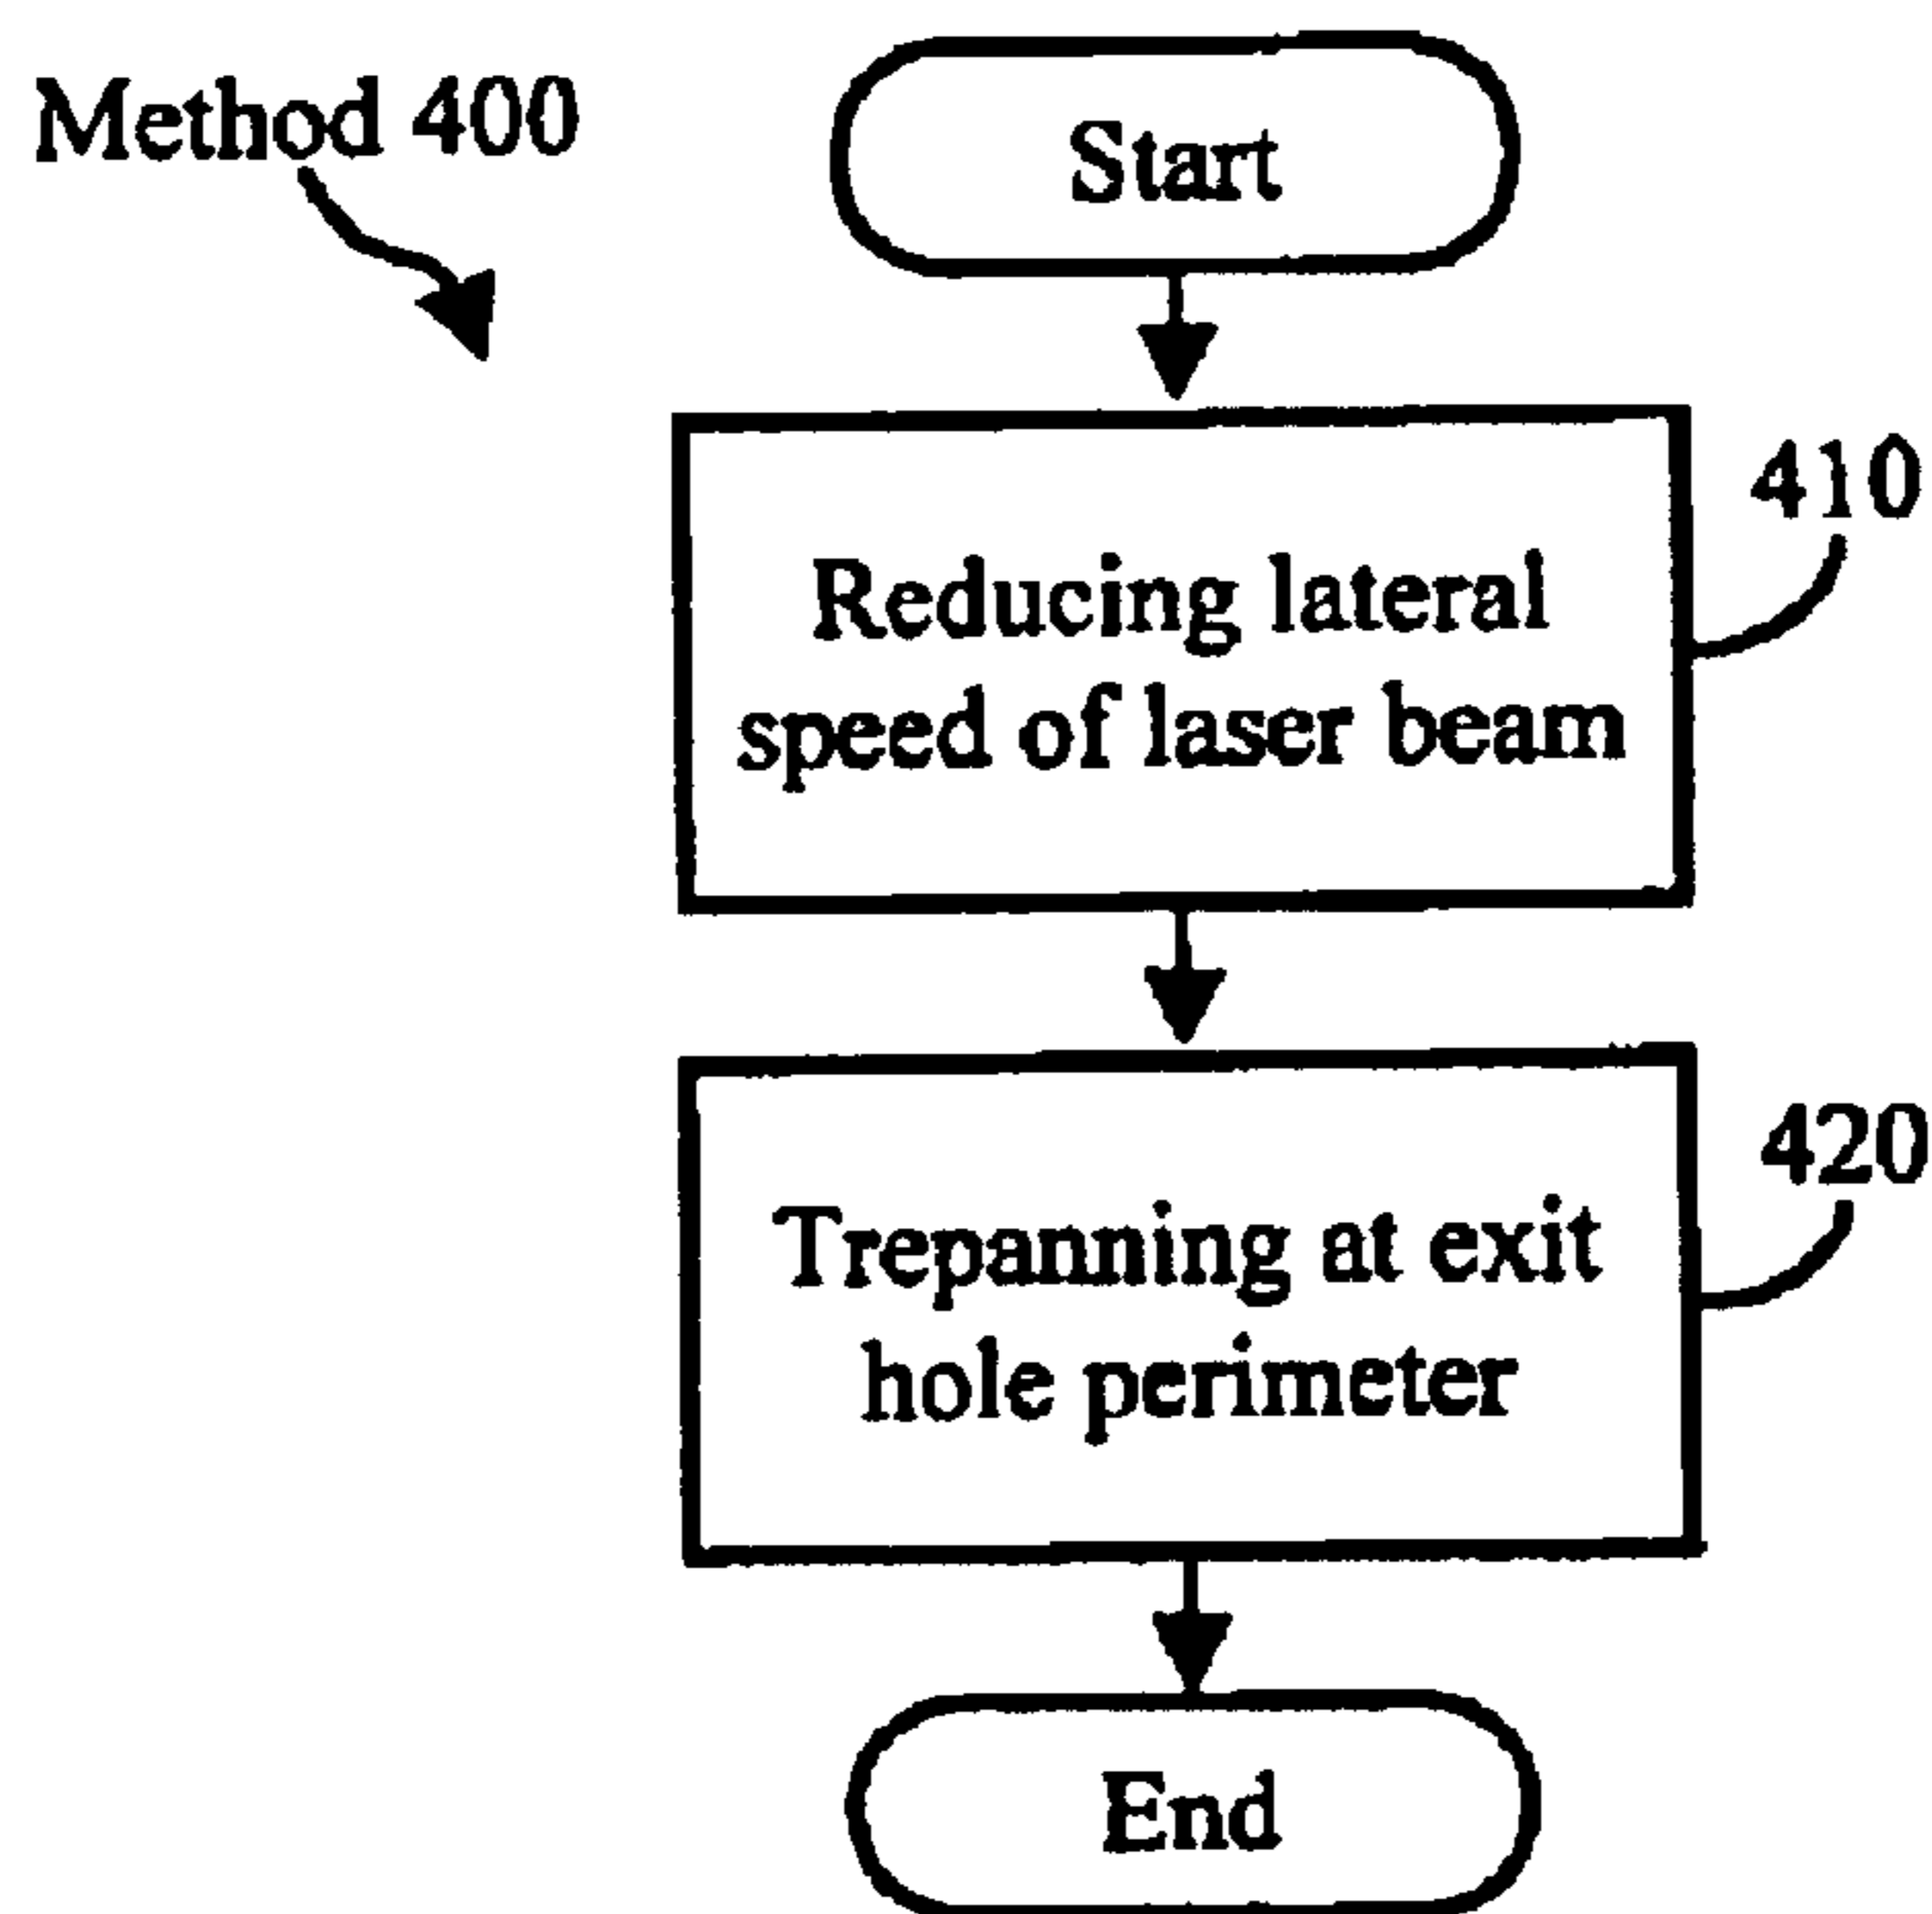 Method 400
Start
410
Reducing lateral
speed of laser beam
420
Trepanning at exit
hole perimeter
End